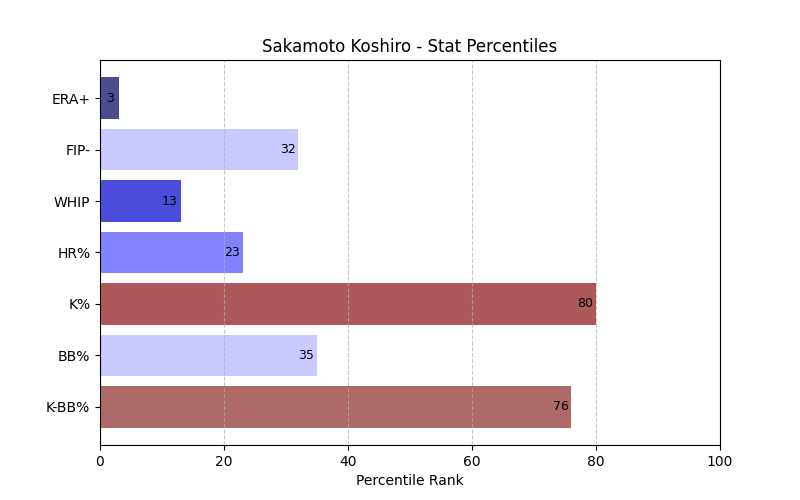 Sakamoto Koshiro - Stat Percentiles
ERA+ 3
FIP- 32
WHIP 13
HR% 23
K% 80
BB% 35
K-BB% 76
0 20 40 60 80 100
Percentile Rank